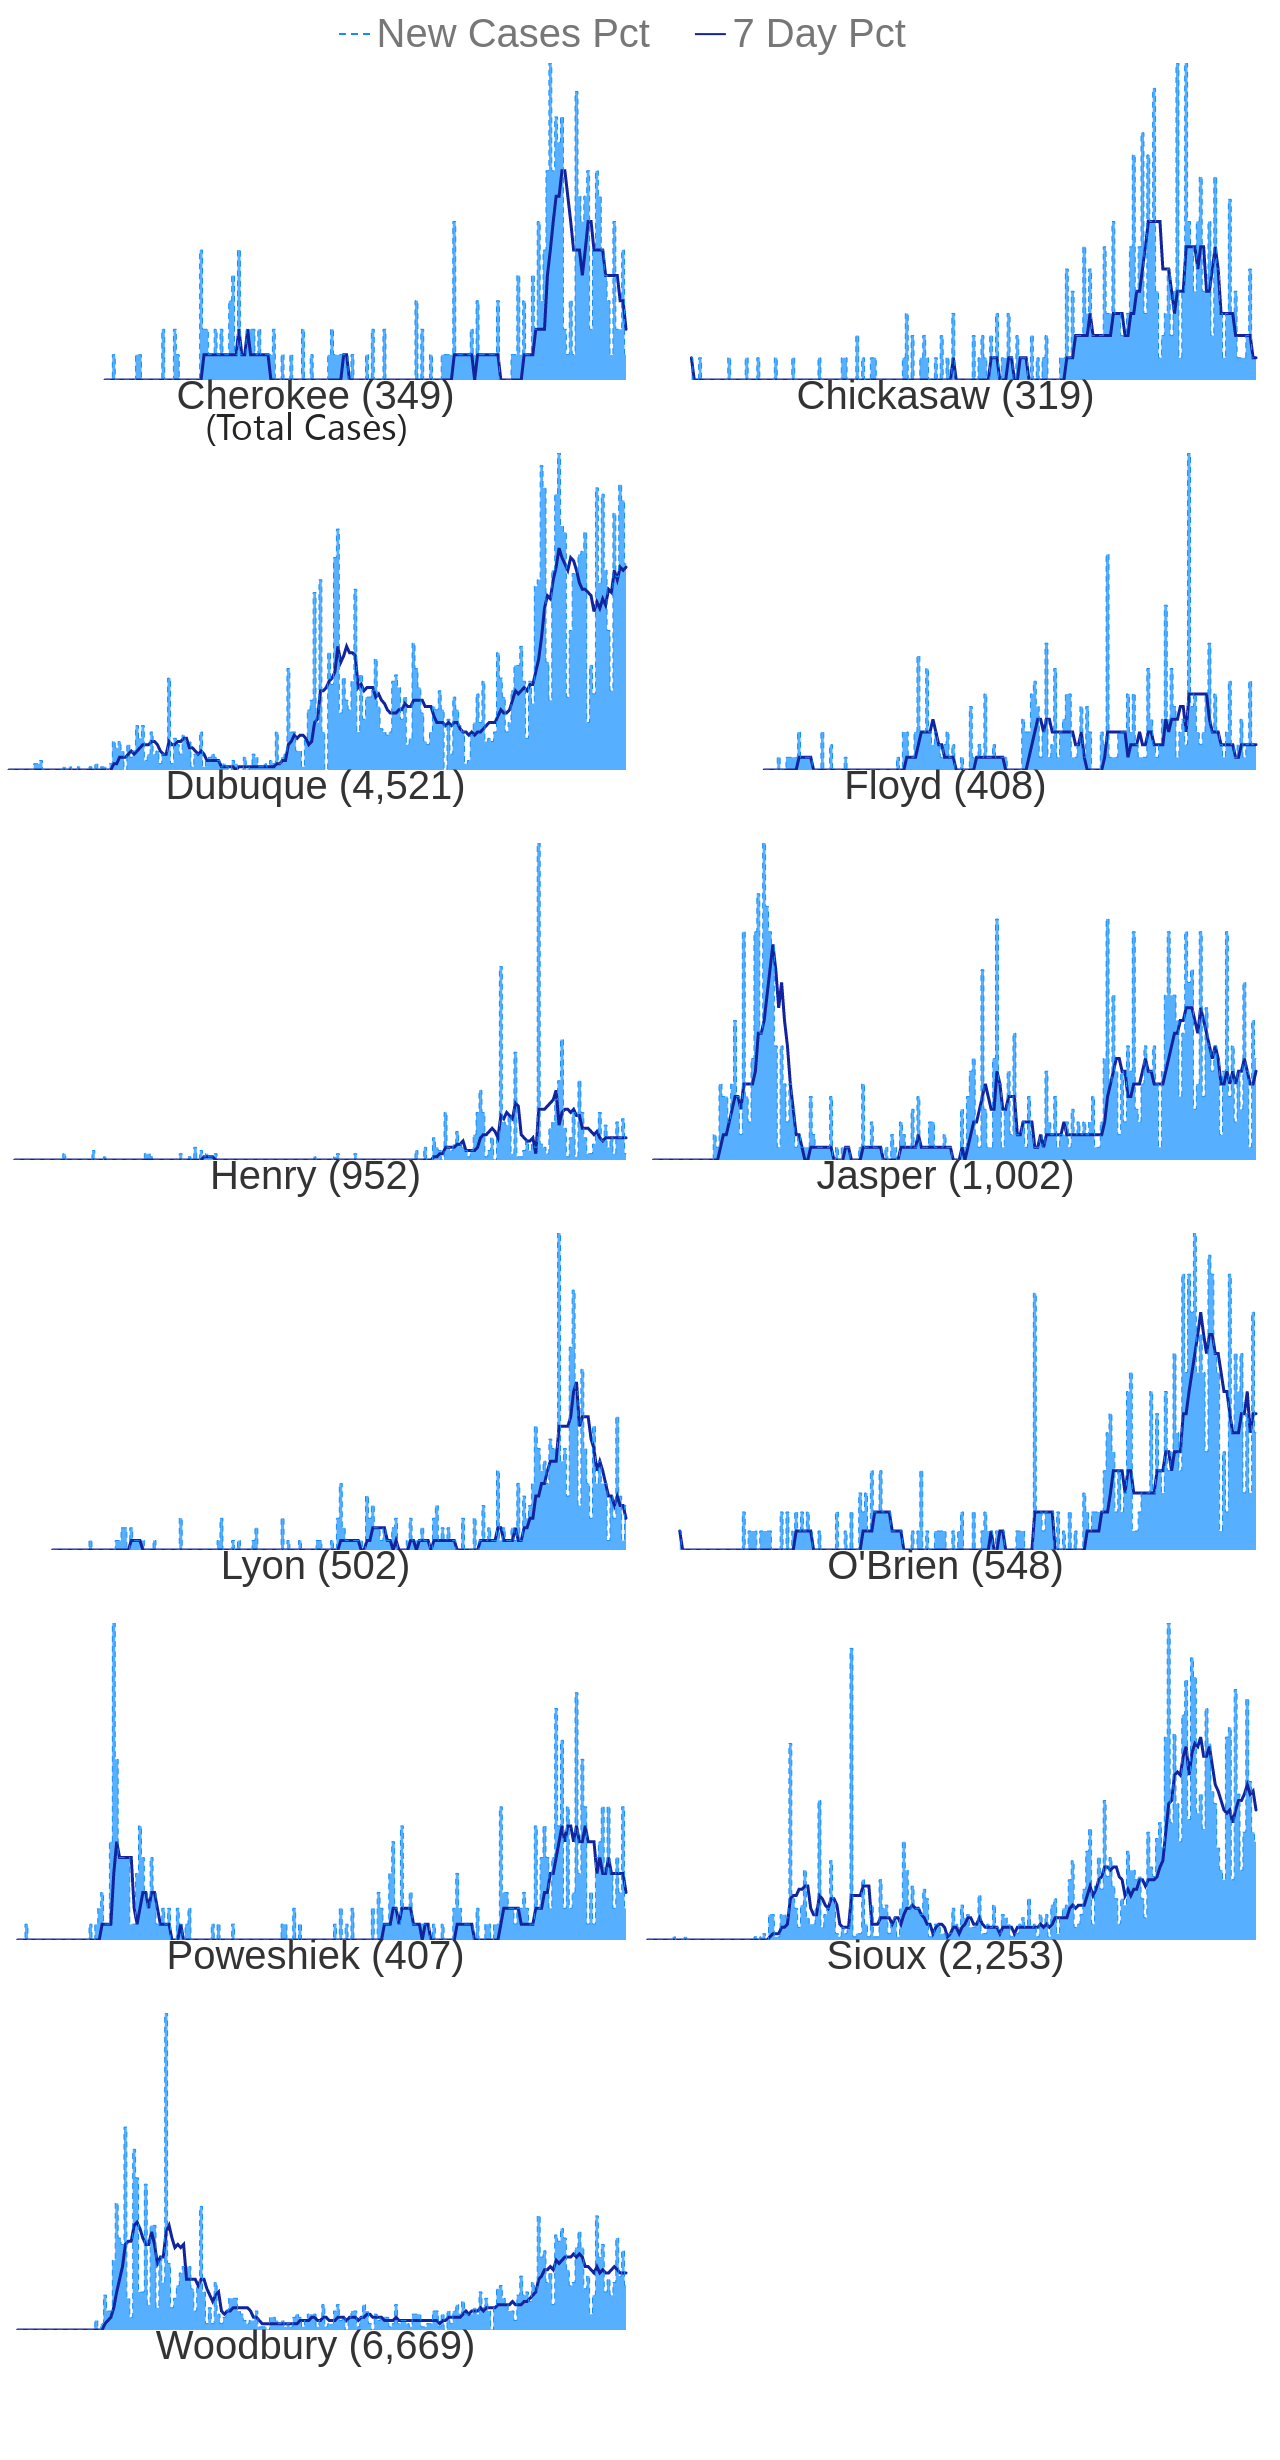 New Cases Pct 7 Day Pct
Cherokee (349)
(Total Cases)
Chickasaw (319)
Dubuque (4,521)
Floyd (408)
Henry (952)
Jasper (1,002)
Lyon (502)
O'Brien (548)
Poweshiek (407)
Sioux (2,253)
Woodbury (6,669)